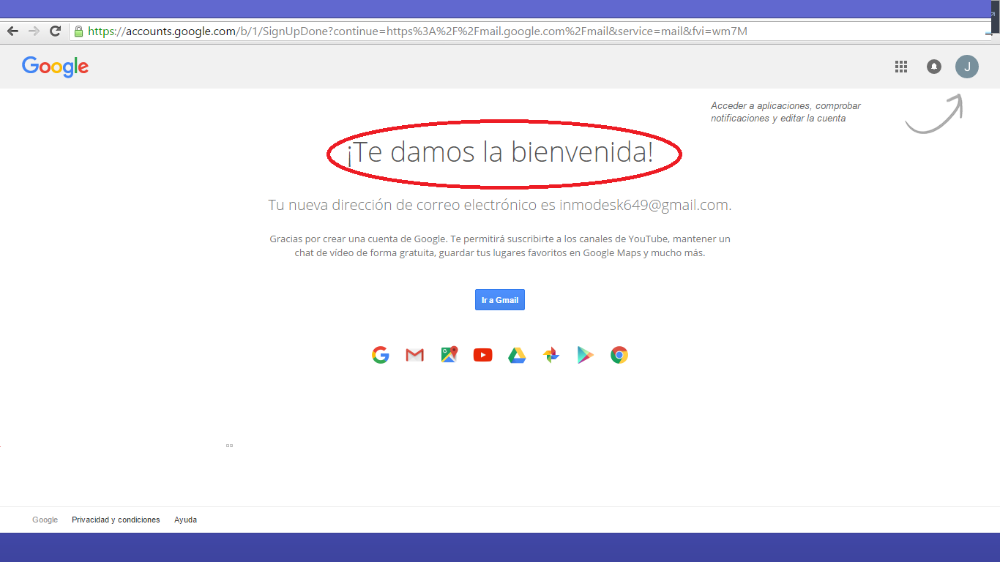 https://accounts.google.com/b/1/SignUpDone?continue=https%3A%2F%2Fmail.google.com%2Fmail&service=mail&fvi=wm7M
Google
J
Acceder a aplicaciones, comprobar
notificaciones y editar la cuenta
¡Te damos la bienvenida!
Tu nueva dirección de correo electrónico es inmodesk649@gmail.com.
Gracias por crear una cuenta de Google. Te permitirá suscribirte a los canales de YouTube, mantener un
chat de vídeo de forma gratuita, guardar tus lugares favoritos en Google Maps y mucho más.
Ir a Gmail
Google Privacidad y condiciones Ayuda